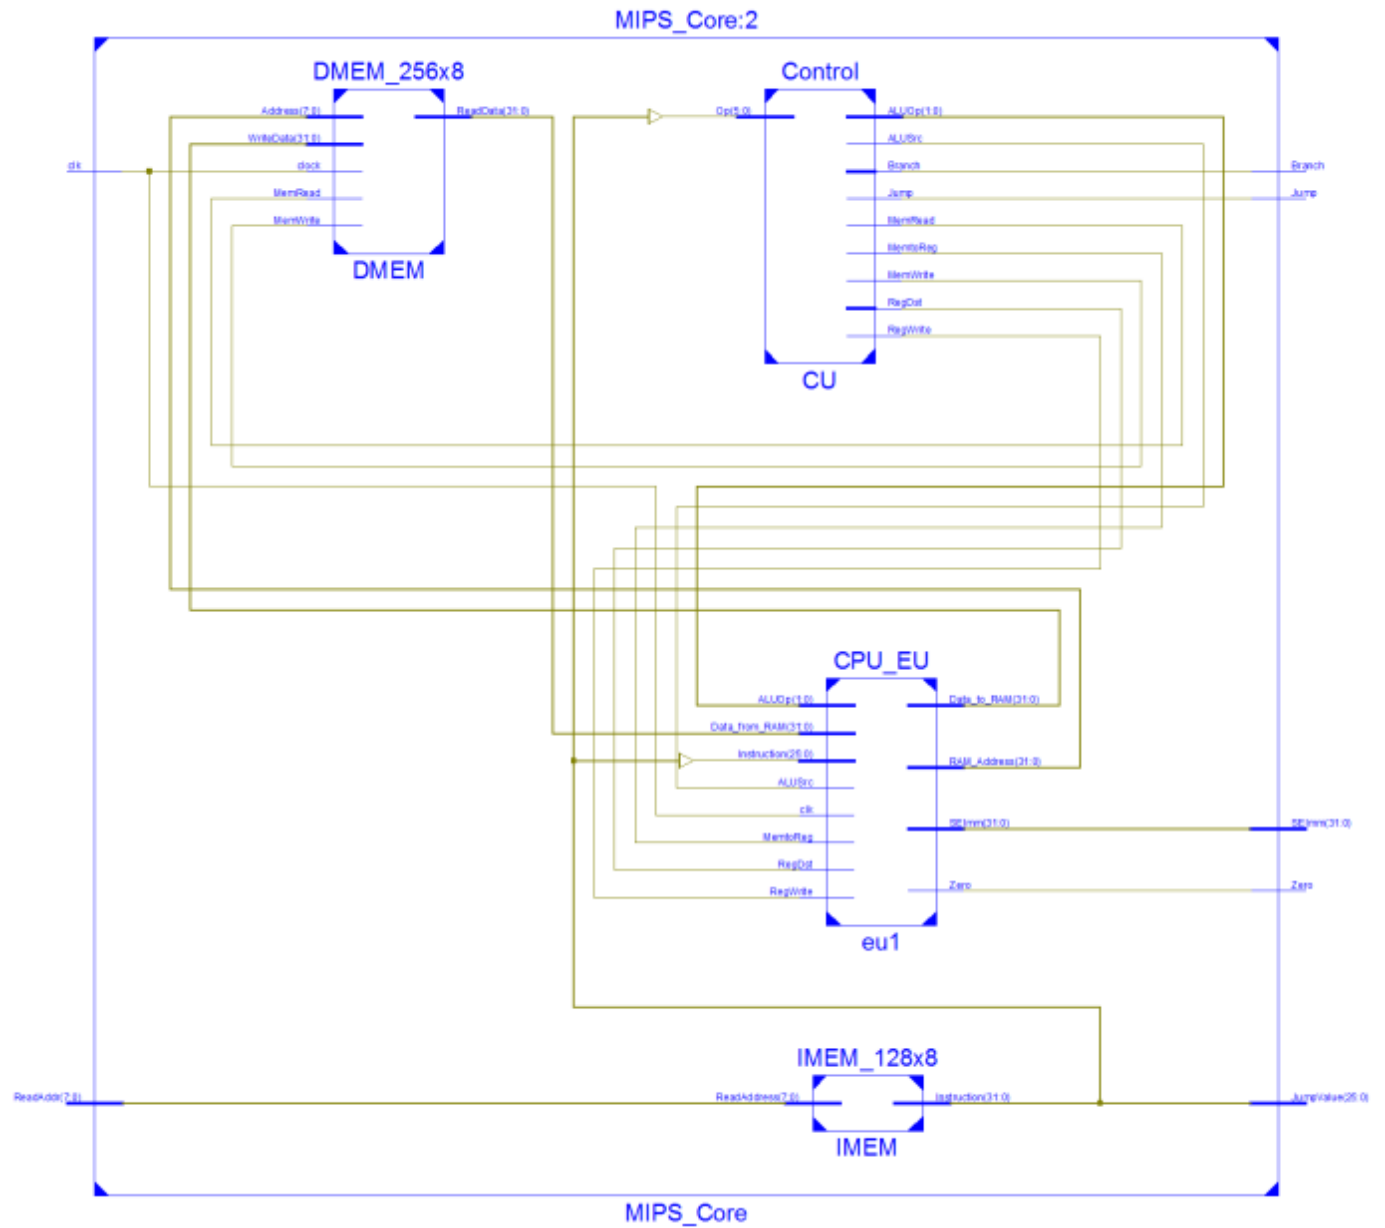 MIPS_Core:2
DMEM_256x8
Control
Address(7:0)
ReadData(31:0)
Op(5:0)
ALUOp(1:0)
WriteData(31:0)
ALUSrc
clk
clock
Branch
Branch
MemRead
Jump
Jump
MemWrite
MemRead
MemtoReg
DMEM
MemWrite
RegDst
RegWrite
CU
CPU_EU
ALUOp(1:0)
Data_to_RAM(31:0)
Data_from_RAM(31:0)
Instruction(25:0)
RAM_Address(31:0)
ALUSrc
clk
SEImm(31:0)
SEImm(31:0)
MemtoReg
RegDst
Zero
Zero
RegWrite
eu1
IMEM_128x8
ReadAddr(7:0)
ReadAddress(7:0)
Instruction(31:0)
JumpValue(25:0)
IMEM
MIPS_Core